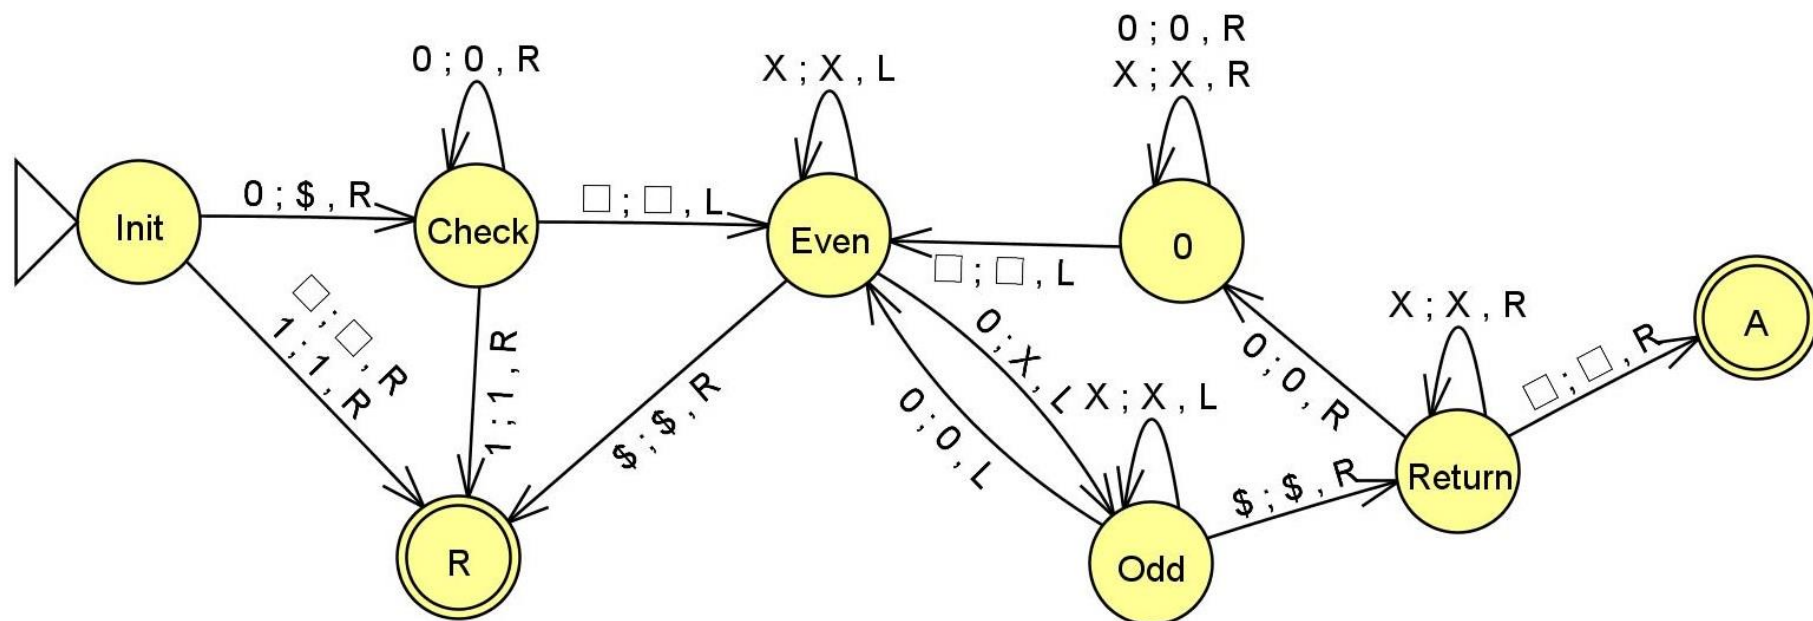 0 ; 0 , R
X ; X , R
0 ; 0 , R
X ; X , L
Init
0 ; $ , R
Check
□ ; □ , L
Even
0
□ ; □ , L
□ ; □ , R
1 ; 1 , R
1 ; 1 , R
$ ; $ , R
0 ; X , L
0 ; 0 , L
X ; X , L
0 ; 0 , R
X ; X , R
□ ; □ , R
A
$ ; $ , R
Return
R
Odd